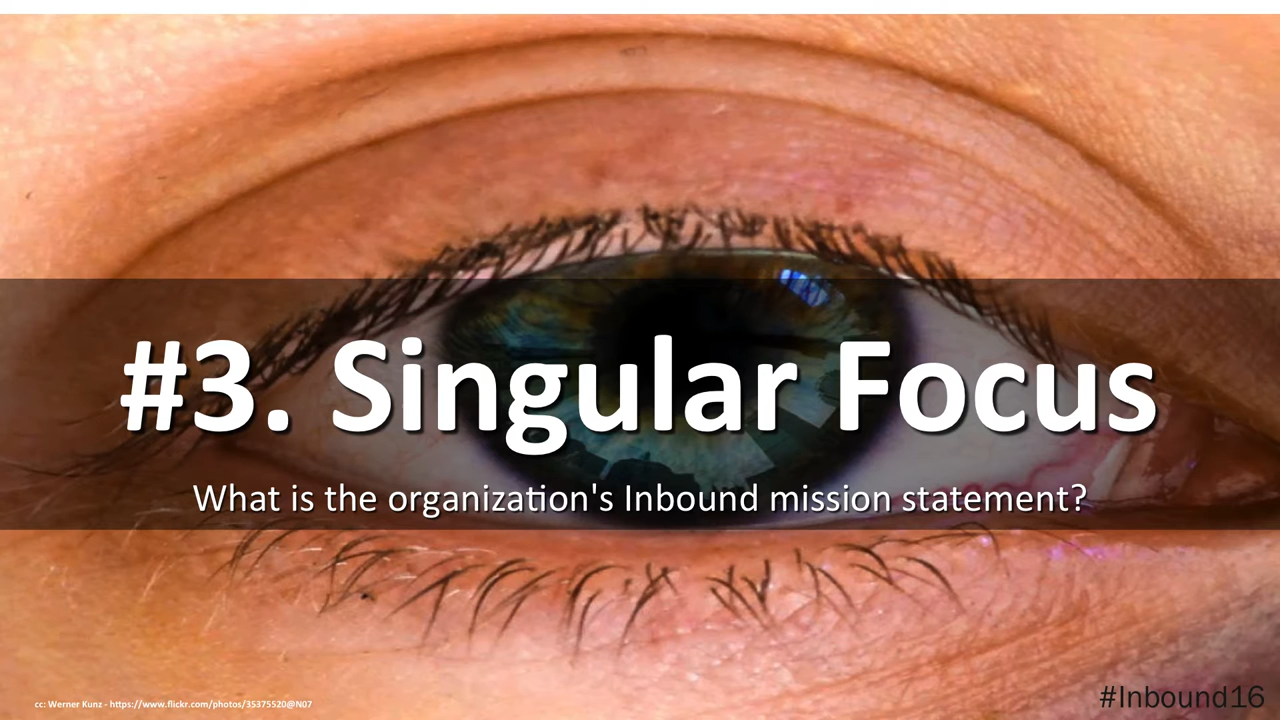 #3. Singular Focus
What is the organization's Inbound mission statement?
cc: Werner Kunz - https://www.flickr.com/photos/35375520@N07
#Inbound16